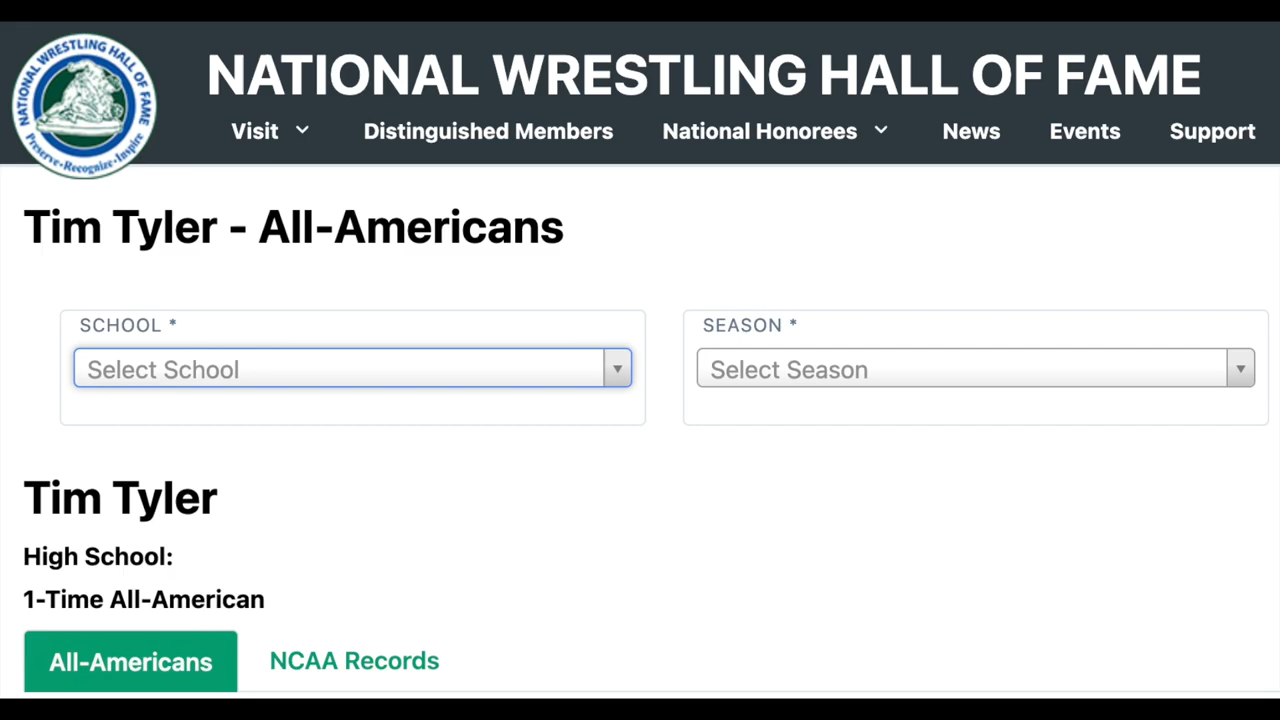 NATIONAL WRESTLING HALL OF FAME
Preserve-Recognize-Inspire
NATIONAL WRESTLING HALL OF FAME
Visit Distinguished Members National Honorees News Events Support
Tim Tyler - All-Americans
SCHOOL * SEASON *
Select School Select Season
Tim Tyler
High School:
1-Time All-American
All-Americans NCAA Records